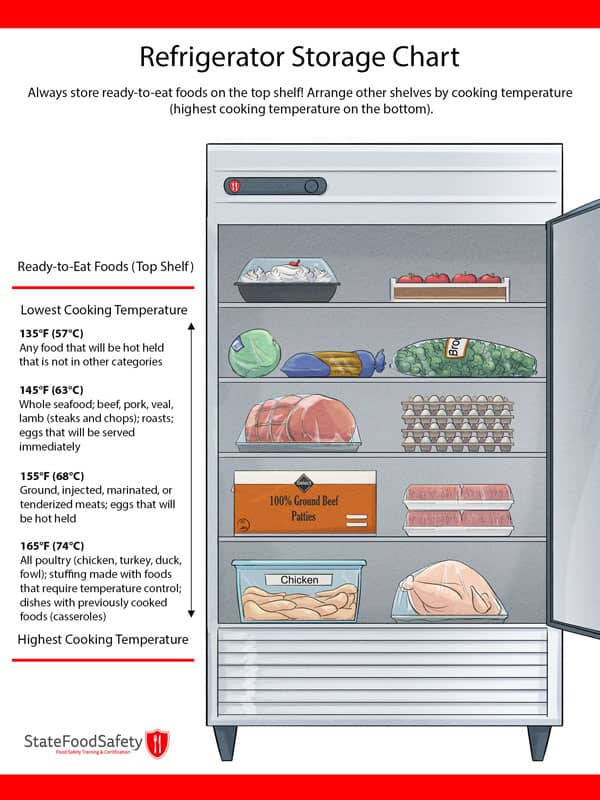 Refrigerator Storage Chart
Always store ready-to-eat foods on the top shelf! Arrange other shelves by cooking temperature
(highest cooking temperature on the bottom).
Ready-to-Eat Foods (Top Shelf)
Lowest Cooking Temperature
135°F (57°C)
Any food that will be hot held
that is not in other categories
145°F (63°C)
Whole seafood; beef, pork, veal,
lamb (steaks and chops); roasts;
eggs that will be served
immediately
155°F (68°C)
Ground, injected, marinated, or
tenderized meats; eggs that will
be hot held
165°F (74°C)
All poultry (chicken, turkey, duck,
fowl); stuffing made with foods
that require temperature control;
dishes with previously cooked
foods (casseroles)
Highest Cooking Temperature
Bro
100% Ground Beef
Patties
Chicken
StateFoodSafety
Food Safety Training & Certification